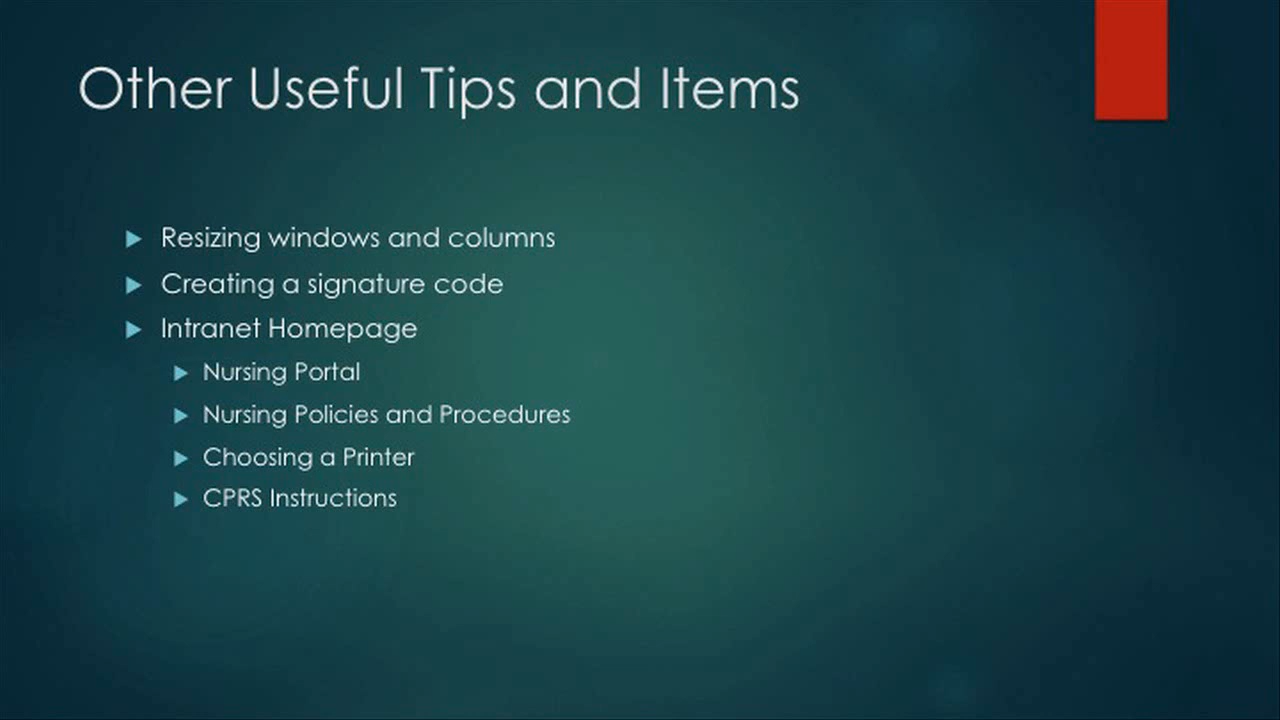 Other Useful Tips and Items
Resizing windows and columns
Creating a signature code
Intranet Homepage
Nursing Portal
Nursing Policies and Procedures
Choosing a Printer
CPRS Instructions